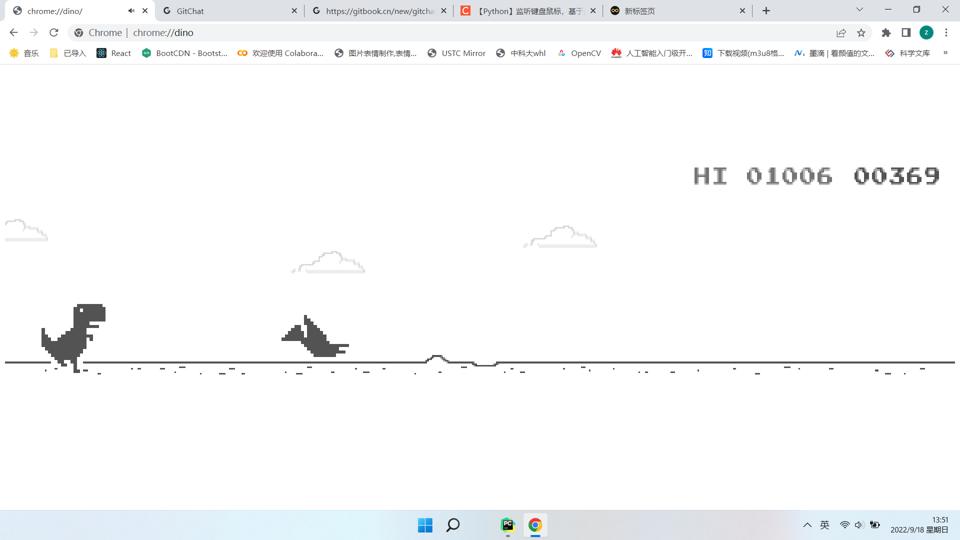 chrome://dino/
GitChat
https://gitbook.cn/new/gitcha
【Python】监听键盘鼠标，基于
新标签页
Chrome | chrome://dino
z
音乐
已导入
React
BootCDN - Bootst...
欢迎使用 Colabora...
图片表情制作,表情...
USTC Mirror
中科大whl
OpenCV
人工智能入门级开...
知 下载视频(m3u8格...
墨滴 | 看颜值的文...
科学文库
»
HI 01006 00369
英
13:51
2022/9/18 星期日